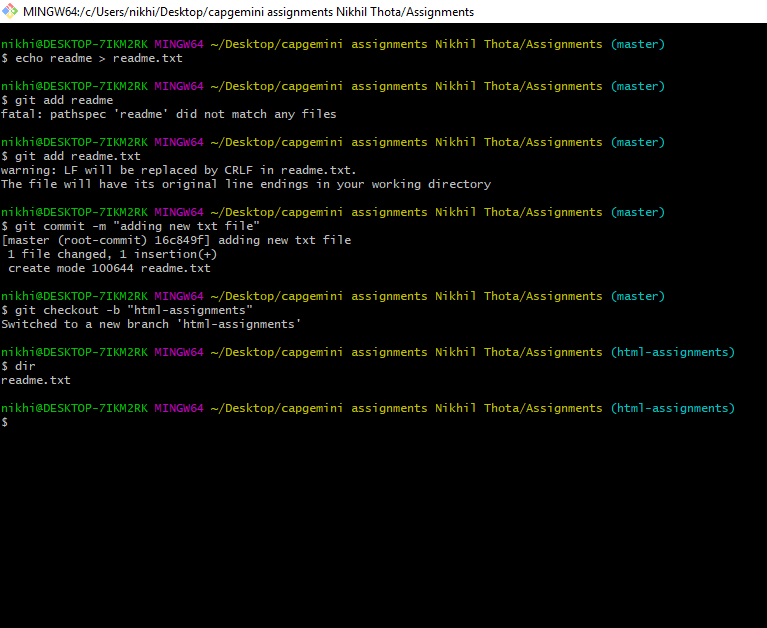 MINGW64:/c/Users/nikhi/Desktop/capgemini assignments Nikhil Thota/Assignments
nikhi@DESKTOP-7IKM2RK MINGW64 ~/Desktop/capgemini assignments Nikhil Thota/Assignments (master)
$ echo readme > readme.txt
nikhi@DESKTOP-7IKM2RK MINGW64 ~/Desktop/capgemini assignments Nikhil Thota/Assignments (master)
$ git add readme
fatal: pathspec 'readme' did not match any files
nikhi@DESKTOP-7IKM2RK MINGW64 ~/Desktop/capgemini assignments Nikhil Thota/Assignments (master)
$ git add readme.txt
warning: LF will be replaced by CRLF in readme.txt.
The file will have its original line endings in your working directory
nikhi@DESKTOP-7IKM2RK MINGW64 ~/Desktop/capgemini assignments Nikhil Thota/Assignments (master)
$ git commit -m "adding new txt file"
[master (root-commit) 16c849f] adding new txt file
 1 file changed, 1 insertion(+)
 create mode 100644 readme.txt
nikhi@DESKTOP-7IKM2RK MINGW64 ~/Desktop/capgemini assignments Nikhil Thota/Assignments (master)
$ git checkout -b "html-assignments"
Switched to a new branch 'html-assignments'
nikhi@DESKTOP-7IKM2RK MINGW64 ~/Desktop/capgemini assignments Nikhil Thota/Assignments (html-assignments)
$ dir
readme.txt
nikhi@DESKTOP-7IKM2RK MINGW64 ~/Desktop/capgemini assignments Nikhil Thota/Assignments (html-assignments)
$